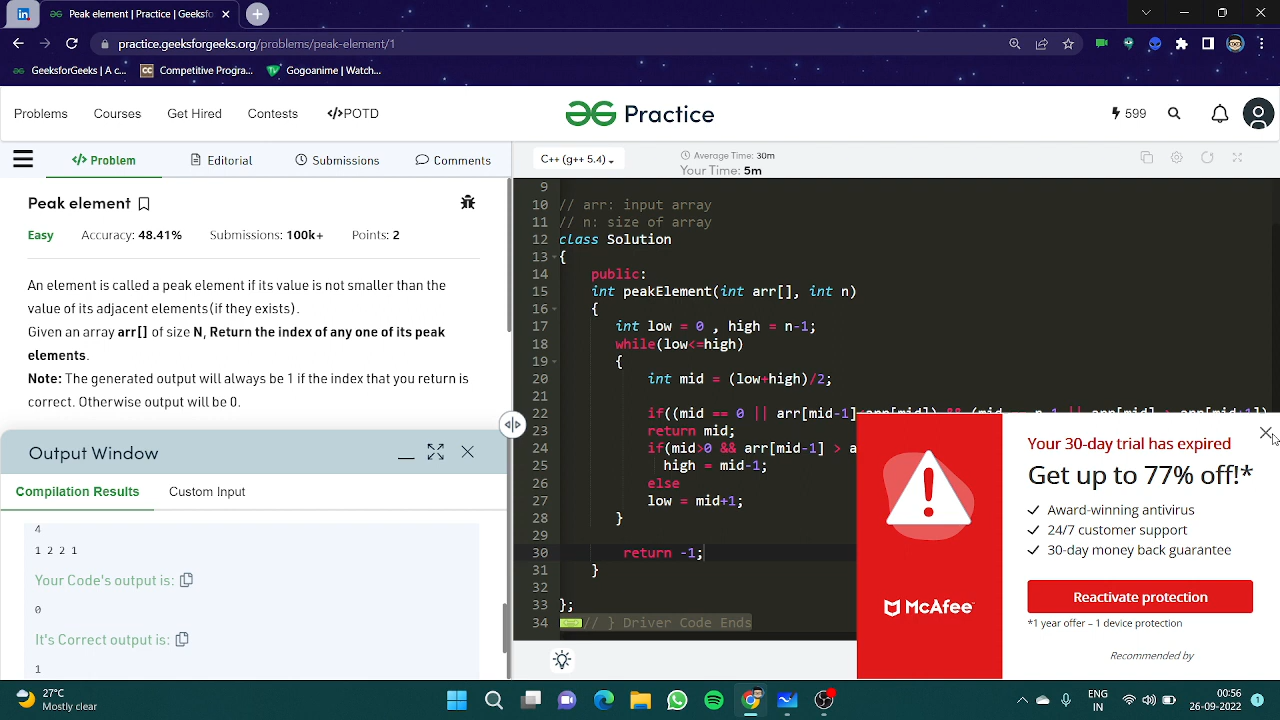 Peak element | Practice | Geeksfo
practice.geeksforgeeks.org/problems/peak-element/1
GeeksforGeeks | A C...
CC
Competitive Progra...
Gogoanime | Watch...
Problems
Courses
Get Hired
Contests
</>POTD
Practice
599
</> Problem
Editorial
Submissions
Comments
C++ (g++ 5.4)
Average Time: 30m
Your Time: 5m
Peak element
Easy
Accuracy: 48.41%
Submissions: 100k+
Points: 2
An element is called a peak element if its value is not smaller than the
value of its adjacent elements(if they exists).
Given an array arr[] of size N, Return the index of any one of its peak
elements.
Note: The generated output will always be 1 if the index that you return is
correct. Otherwise output will be 0.
Output Window
Compilation Results
Custom Input
4
1 2 2 1
Your Code's output is:
0
It's Correct output is:
1
9
10 // arr: input array
11 // n: size of array
12 class Solution
13 {
14 public:
15 int peakElement(int arr[], int n)
16 {
17 int low = 0 , high = n-1;
18 while(low<=high)
19 {
20 int mid = (low+high)/2;
21
22 if((mid == 0 || arr[mid-1]<arr[mid]) && (mid == n-1 || arr[mid] > arr[mid+1])
23 return mid;
24 if(mid>0 && arr[mid-1] > a
25 high = mid-1;
26 else
27 low = mid+1;
28 }
29
30 return -1;
31 }
32
33 };
34 // } Driver Code Ends
Your 30-day trial has expired
Get up to 77% off!*
Award-winning antivirus
24/7 customer support
30-day money back guarantee
McAfee
Reactivate protection
*1 year offer – 1 device protection
Recommended by
27°C
Mostly clear
ENG
IN
00:56
26-09-2022
1